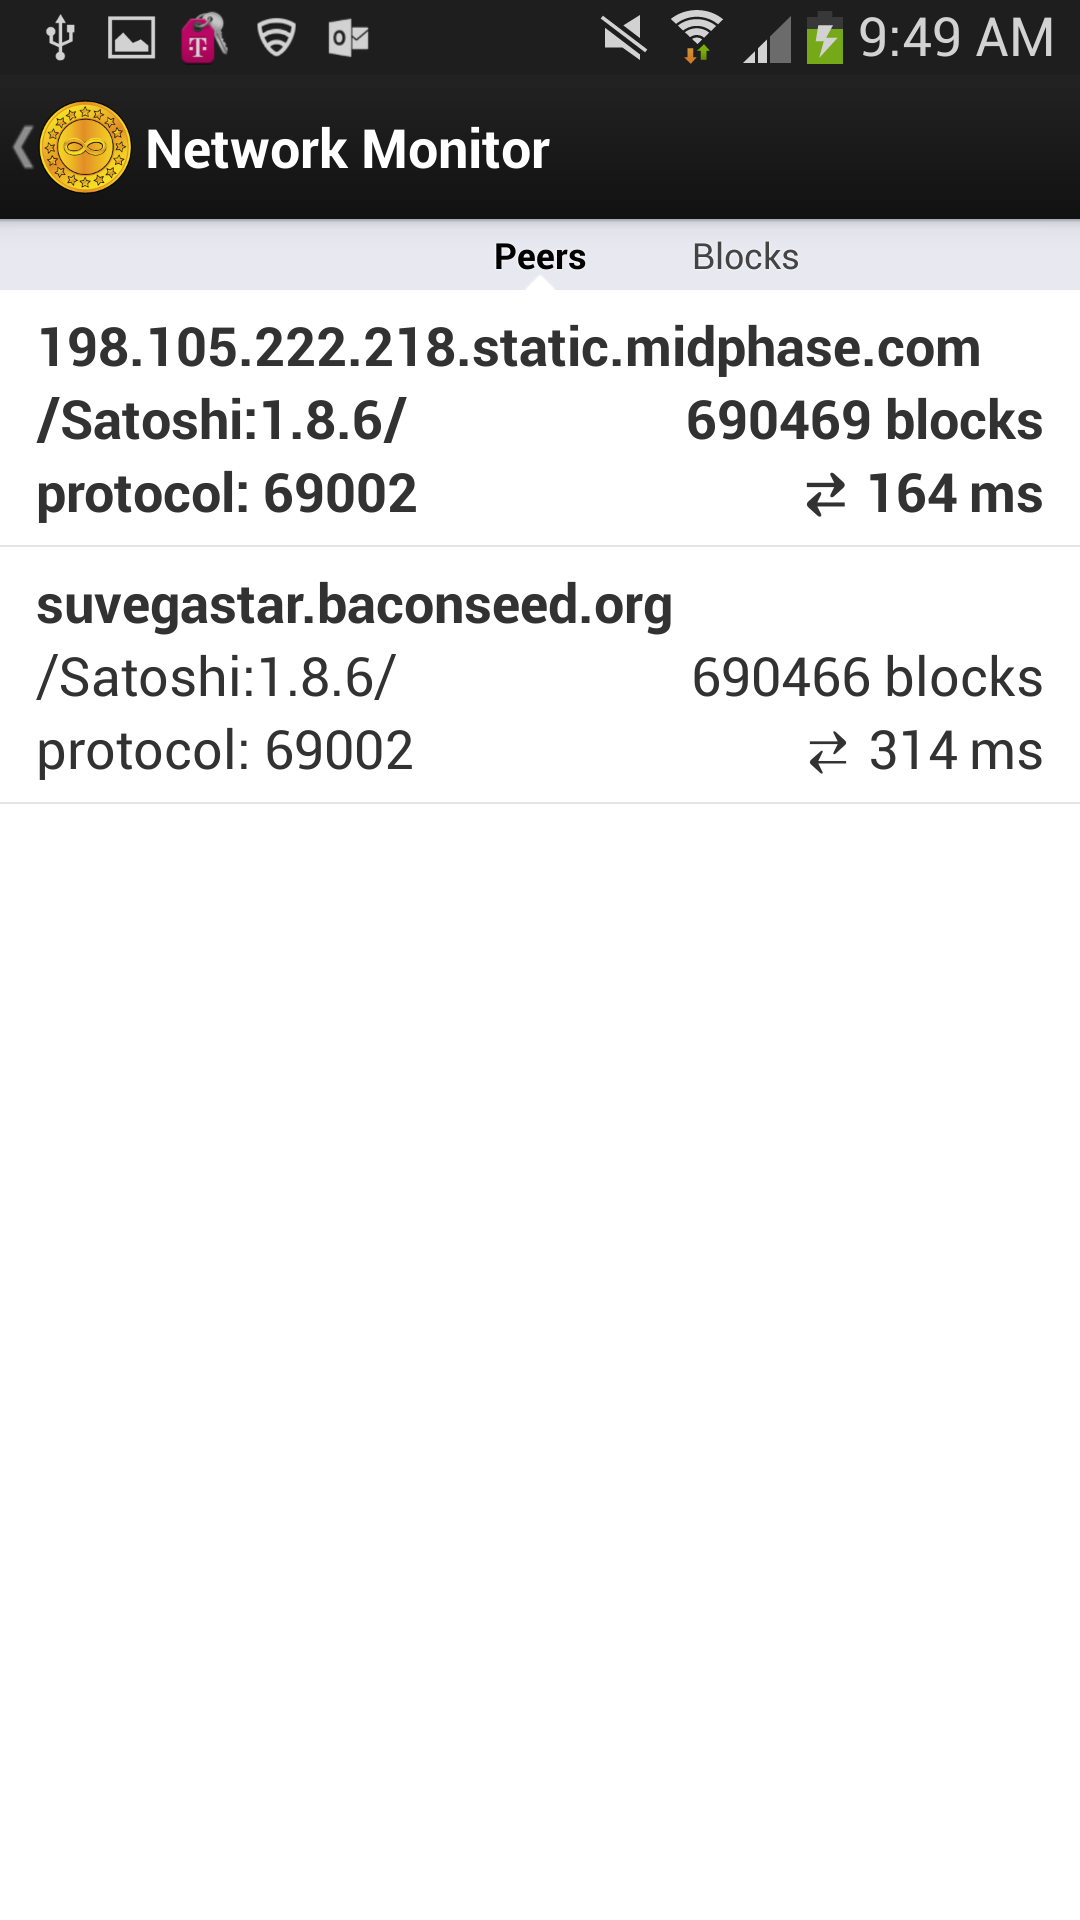 9:49 AM
Network Monitor
Peers Blocks
198.105.222.218.static.midphase.com
/Satoshi:1.8.6/ 690469 blocks
protocol: 69002 ⇄ 164 ms
suvegastar.baconseed.org
/Satoshi:1.8.6/ 690466 blocks
protocol: 69002 ⇄ 314 ms